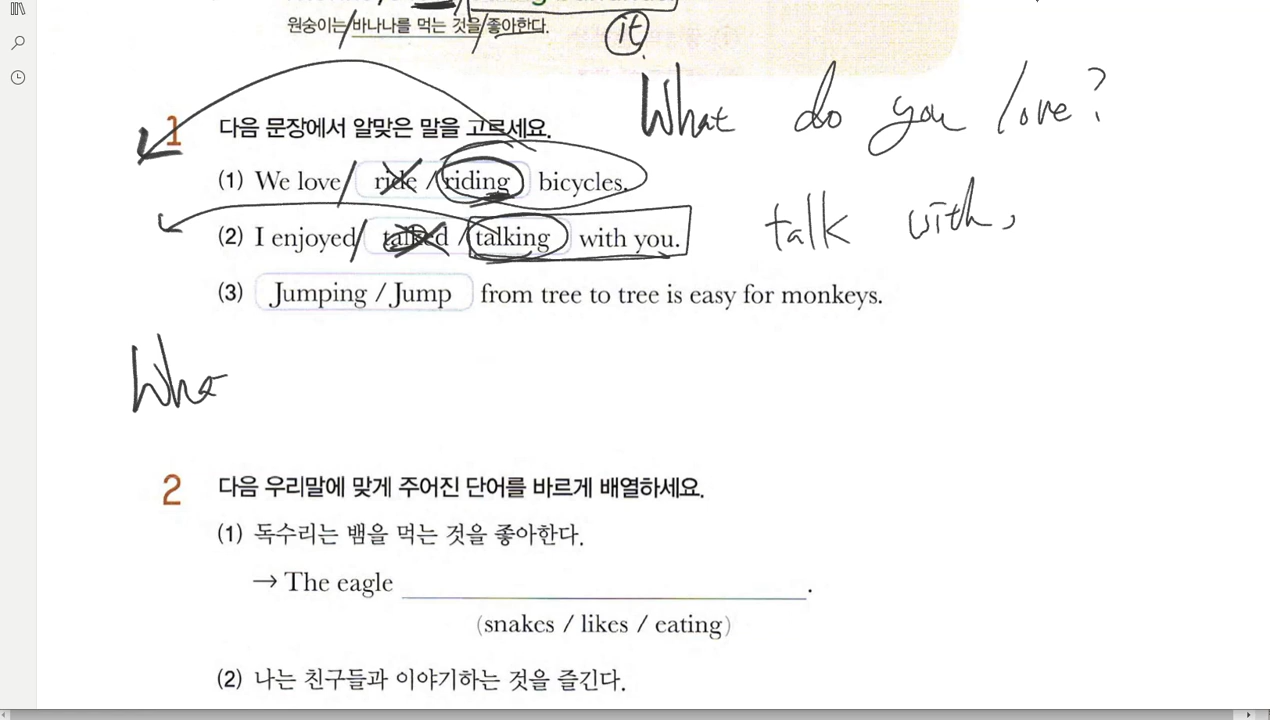 원숭이는/바나나를 먹는 것을/좋아한다.
it
What do you love?
1 다음 문장에서 알맞은 말을 고르세요.
(1) We love/ ride / riding bicycles.
(2) I enjoyed/ talked / talking with you.
talk with,
(3) Jumping / Jump from tree to tree is easy for monkeys.
Wha
2 다음 우리말에 맞게 주어진 단어를 바르게 배열하세요.
(1) 독수리는 뱀을 먹는 것을 좋아한다.
→ The eagle ____________________.
(snakes / likes / eating)
(2) 나는 친구들과 이야기하는 것을 즐긴다.